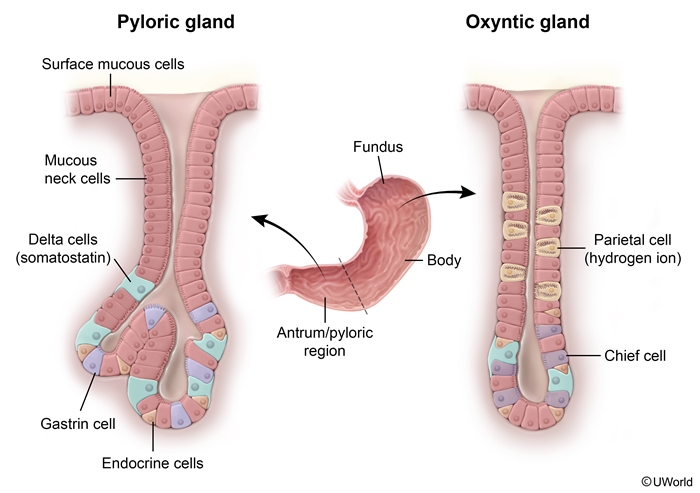 Pyloric gland
Oxyntic gland
Surface mucous cells
Mucous
neck cells
Delta cells
(somatostatin)
Gastrin cell
Endocrine cells
Fundus
Body
Antrum/pyloric
region
Parietal cell
(hydrogen ion)
Chief cell
©UWorld